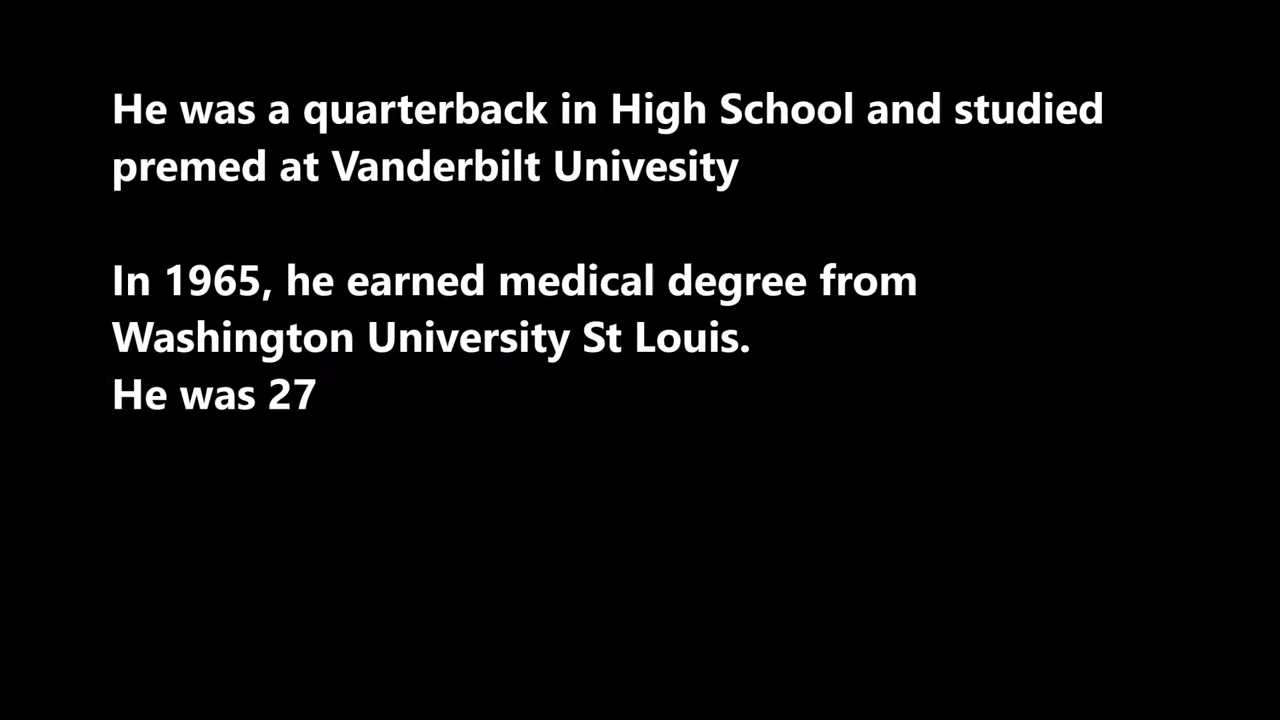 He was a quarterback in High School and studied
premed at Vanderbilt Univesity
In 1965, he earned medical degree from
Washington University St Louis.
He was 27